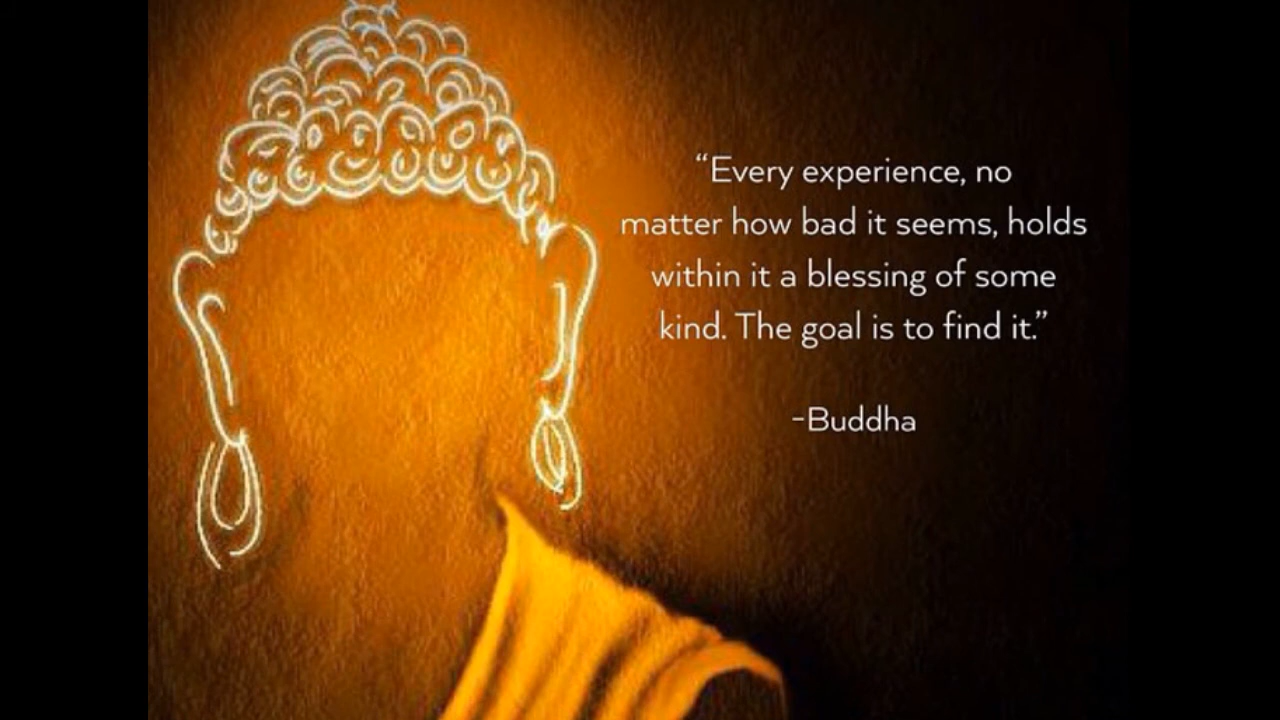 “Every experience, no
matter how bad it seems, holds
within it a blessing of some
kind. The goal is to find it.”
-Buddha